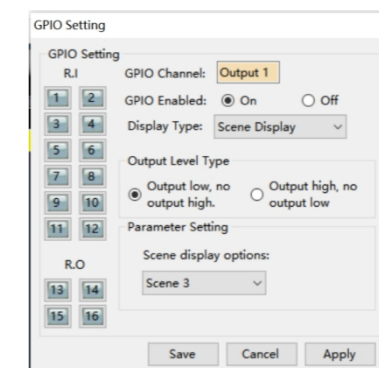 GPIO Setting
GPIO Setting
R.I
1 2
3 4
5 6
7 8
9 10
11 12
R.O
13 14
15 16
GPIO Channel: Output 1
GPIO Enabled: On Off
Display Type: Scene Display
Output Level Type
Output low, no output high.
Output high, no output low
Parameter Setting
Scene display options:
Scene 3
Save Cancel Apply